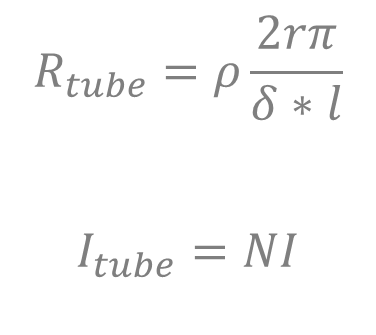 R_tube = ρ 2rπ / δ * l
I_tube = NI